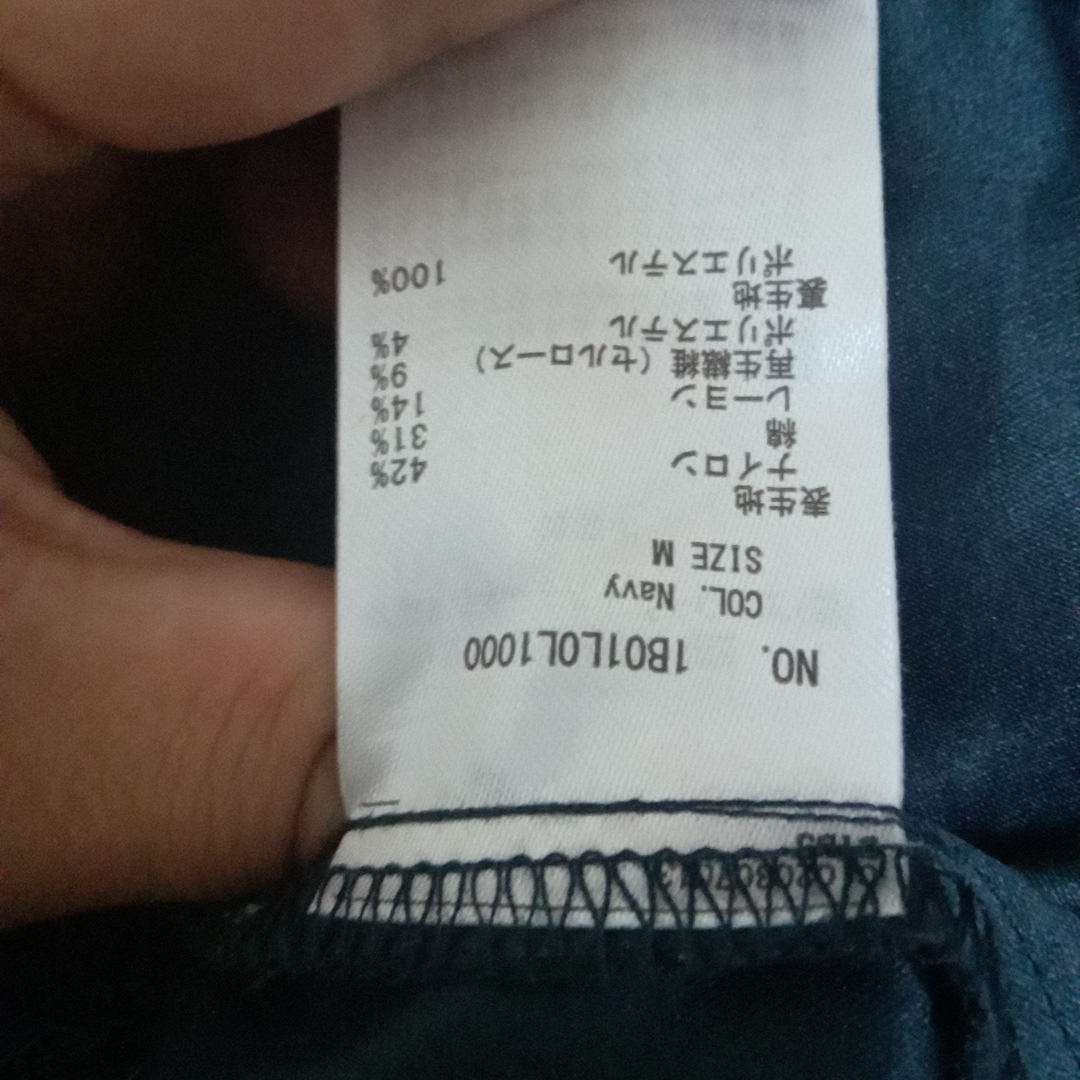 NO. 1B01L0L1000
COL. Navy
SIZE M
表生地
ナイロン 42%
綿 31%
レーヨン 14%
再生繊維（セルロース） 9%
ポリエステル 4%
裏生地
ポリエステル 100%